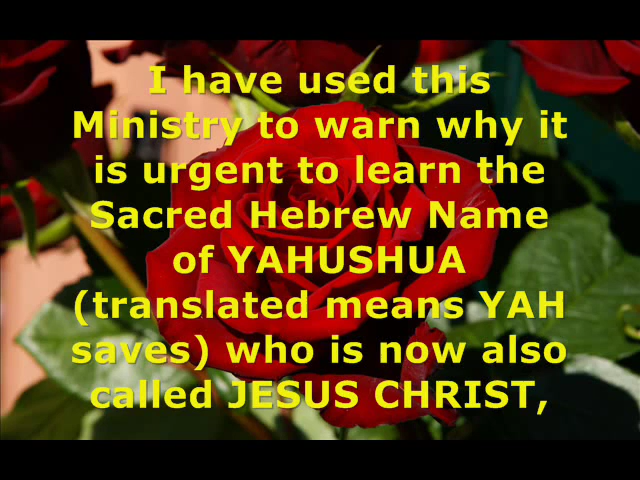 I have used this
Ministry to warn why it
is urgent to learn the
Sacred Hebrew Name
of YAHUSHUA
(translated means YAH
saves) who is now also
called JESUS CHRIST,